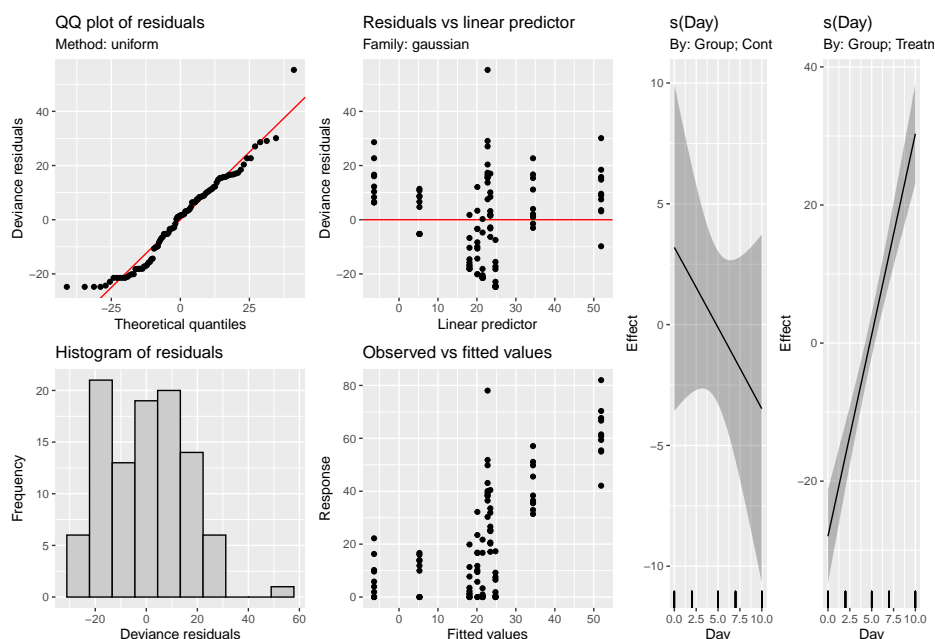 QQ plot of residuals
Method: uniform
Deviance residuals
40
20
0
−20
−25
0
25
Theoretical quantiles
Residuals vs linear predictor
Family: gaussian
Deviance residuals
40
20
0
−20
0
10
20
30
40
50
Linear predictor
Histogram of residuals
Frequency
20
15
10
5
0
−20
0
20
40
60
Deviance residuals
Observed vs fitted values
Response
80
60
40
20
0
0
10
20
30
40
50
Fitted values
s(Day)
By: Group; Cont
Effect
10
5
0
−5
−10
0.0 2.5 5.0 7.5 10.0
Day
s(Day)
By: Group; Treatm
Effect
40
20
0
−20
0.0 2.5 5.0 7.5 10.0
Day